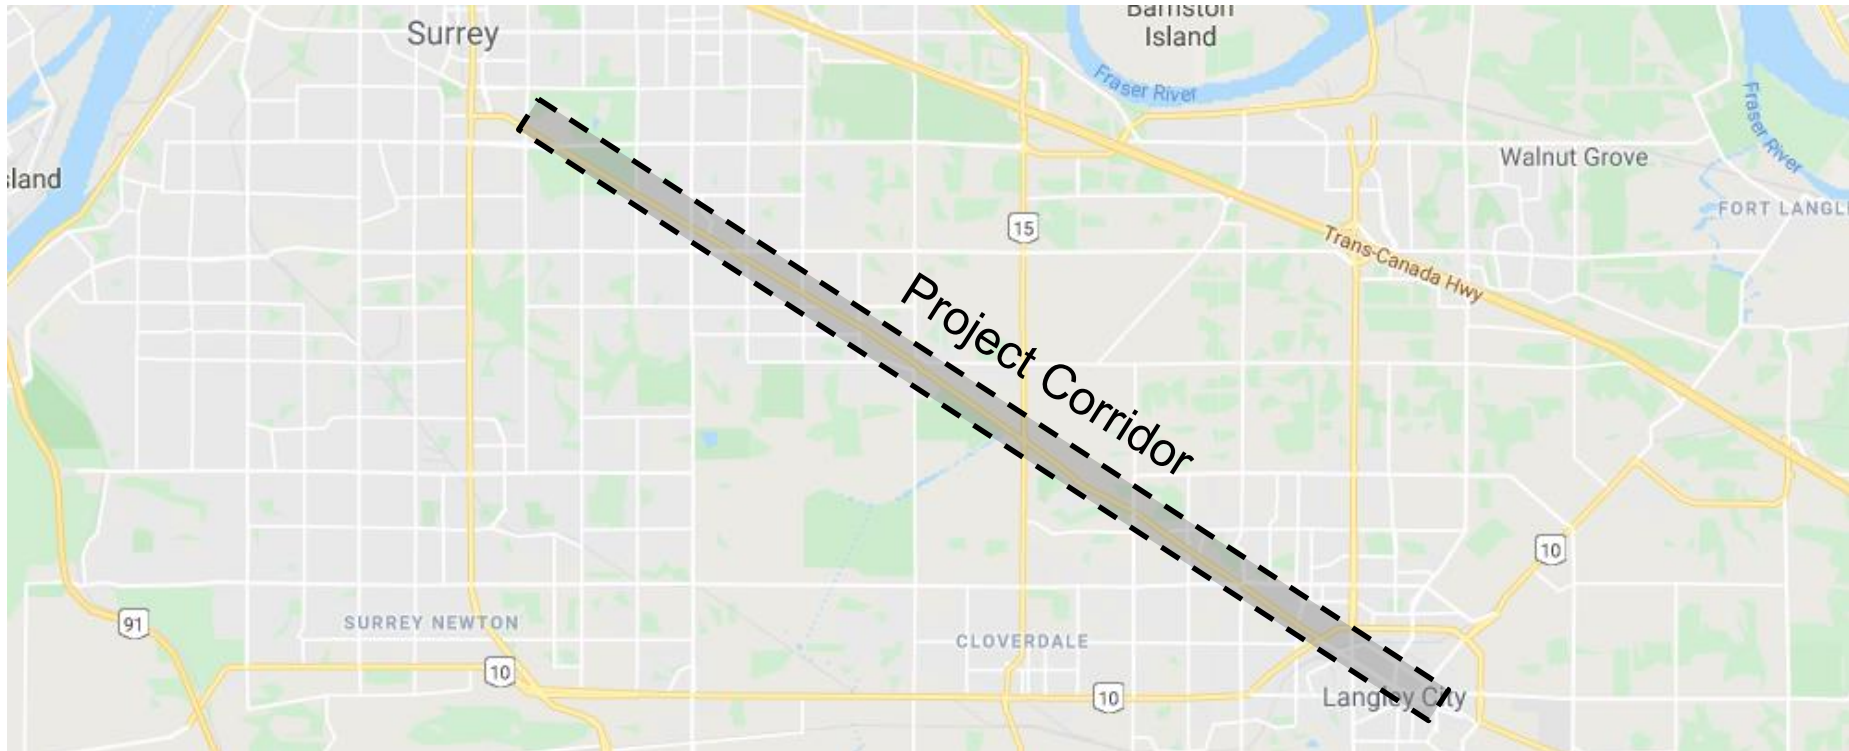 Surrey
Barnston
Island
Fraser River
sland
Walnut Grove
Fraser River
FORT LANGL
15
Trans-Canada Hwy
Project Corridor
10
91
SURREY NEWTON
CLOVERDALE
10
10
Langley City